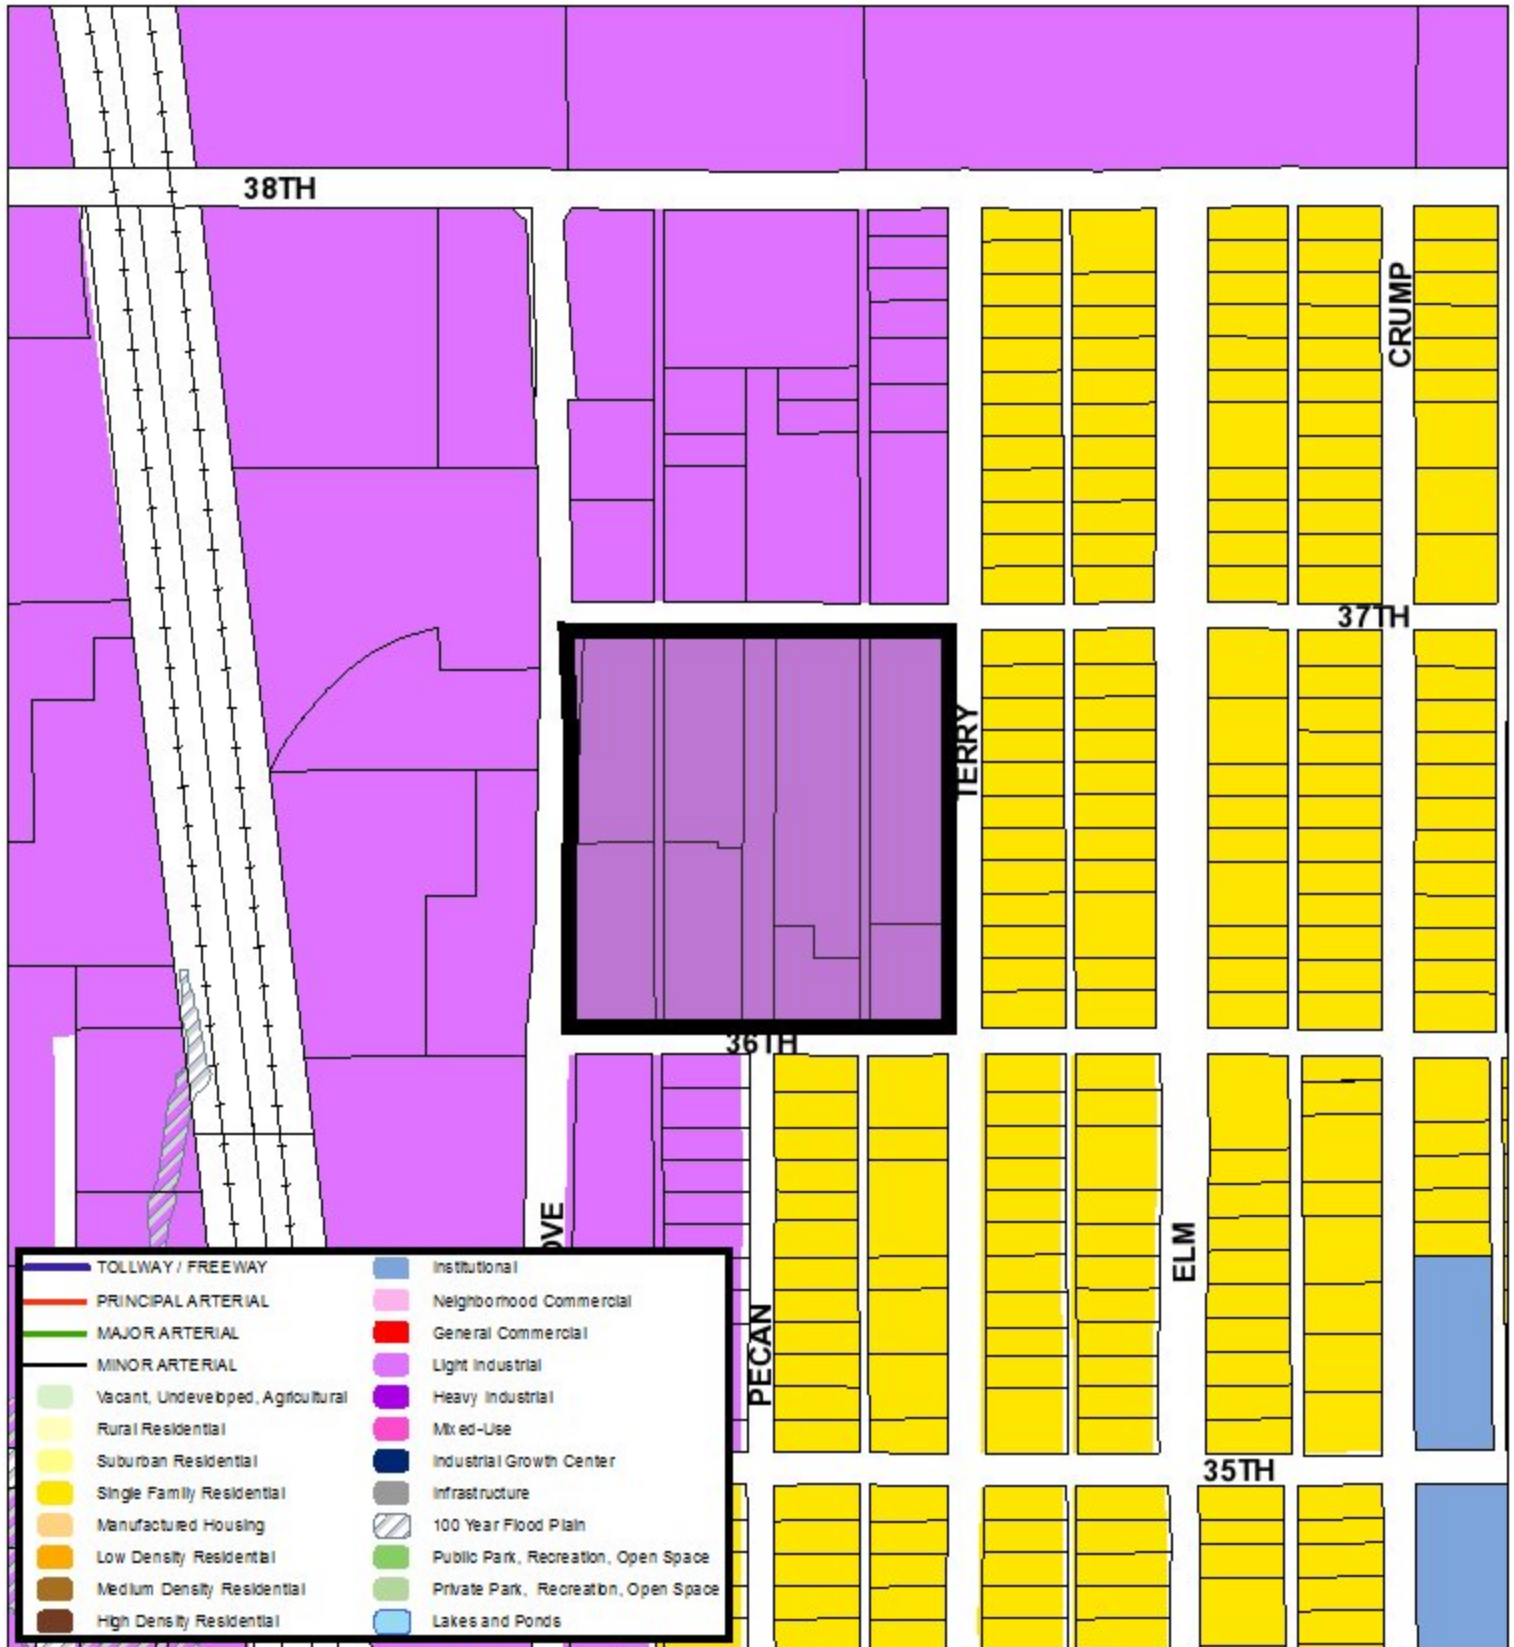 38TH
CRUMP
37TH
TERRY
36TH
OVE
ELM
PECAN
35TH
TOLLWAY / FREEWAY
PRINCIPAL ARTERIAL
MAJOR ARTERIAL
MINOR ARTERIAL
Vacant, Undeveloped, Agricultural
Rural Residential
Suburban Residential
Single Family Residential
Manufactured Housing
Low Density Residential
Medium Density Residential
High Density Residential
Institutional
Neighborhood Commercial
General Commercial
Light Industrial
Heavy Industrial
Mixed-Use
Industrial Growth Center
Infrastructure
100 Year Flood Plain
Public Park, Recreation, Open Space
Private Park, Recreation, Open Space
Lakes and Ponds